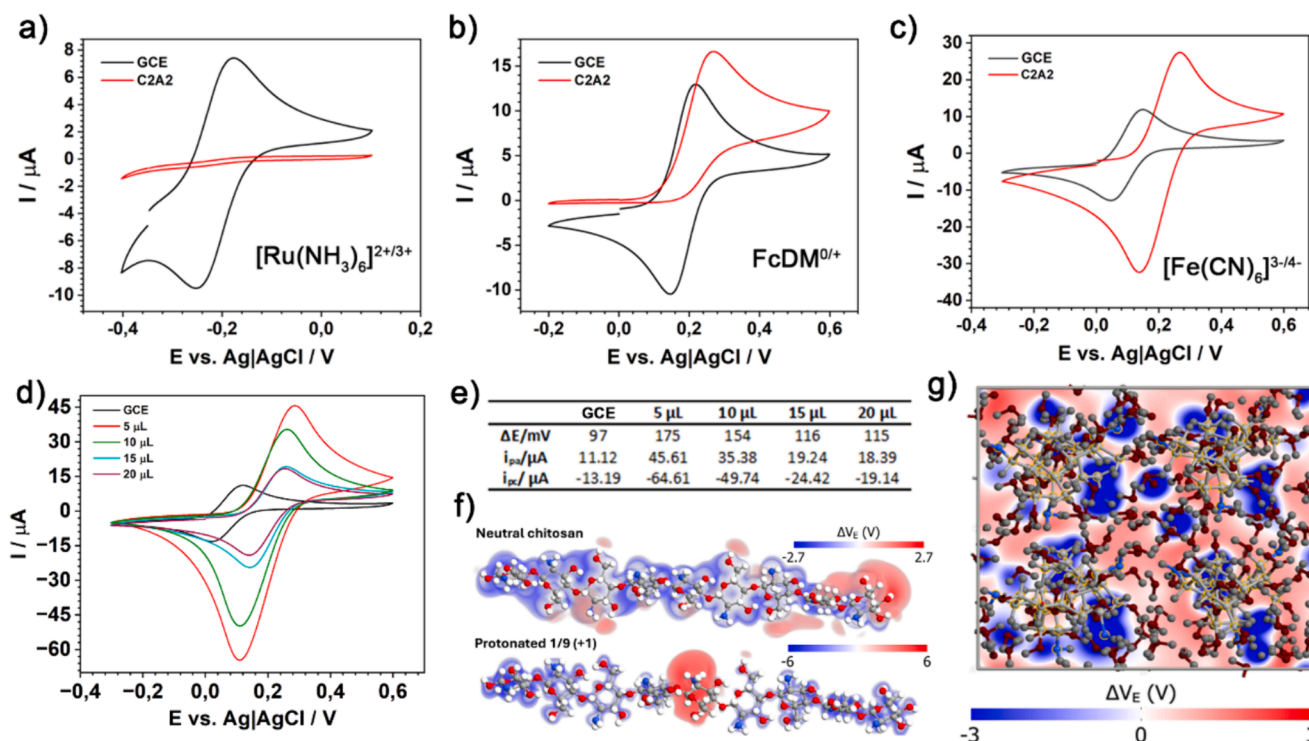 a)
GCE
C2A2
8
6
4
2
0
-2
-4
-6
-8
-10
I / µA
[Ru(NH3)6]2+/3+
-0,4
-0,2
0,0
0,2
E vs. Ag|AgCl / V
b)
GCE
C2A2
15
10
5
0
-5
-10
I / µA
FcDM0/+
-0,2
0,0
0,2
0,4
0,6
E vs. Ag|AgCl / V
c)
GCE
C2A2
30
20
10
0
-10
-20
-30
-40
I / µA
[Fe(CN)6]3-/4-
-0,2
0,0
0,2
0,4
0,6
E vs. Ag|AgCl / V
d)
GCE
5 µL
10 µL
15 µL
20 µL
45
30
15
0
−15
−30
−45
−60
I / µA
−0,4
−0,2
0,0
0,2
0,4
0,6
E vs. Ag|AgCl / V
e)
GCE 5 µL 10 µL 15 µL 20 µL
ΔE/mV 97 175 154 116 115
ipa/µA 11.12 45.61 35.38 19.24 18.39
ipc/ µA -13.19 -64.61 -49.74 -24.42 -19.14
f)
Neutral chitosan
ΔVE (V)
-2.7 2.7
Protonated 1/9 (+1)
-6 6
g)
ΔVE (V)
-3 0